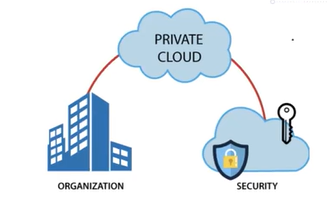 PRIVATE
CLOUD
ORGANIZATION
SECURITY